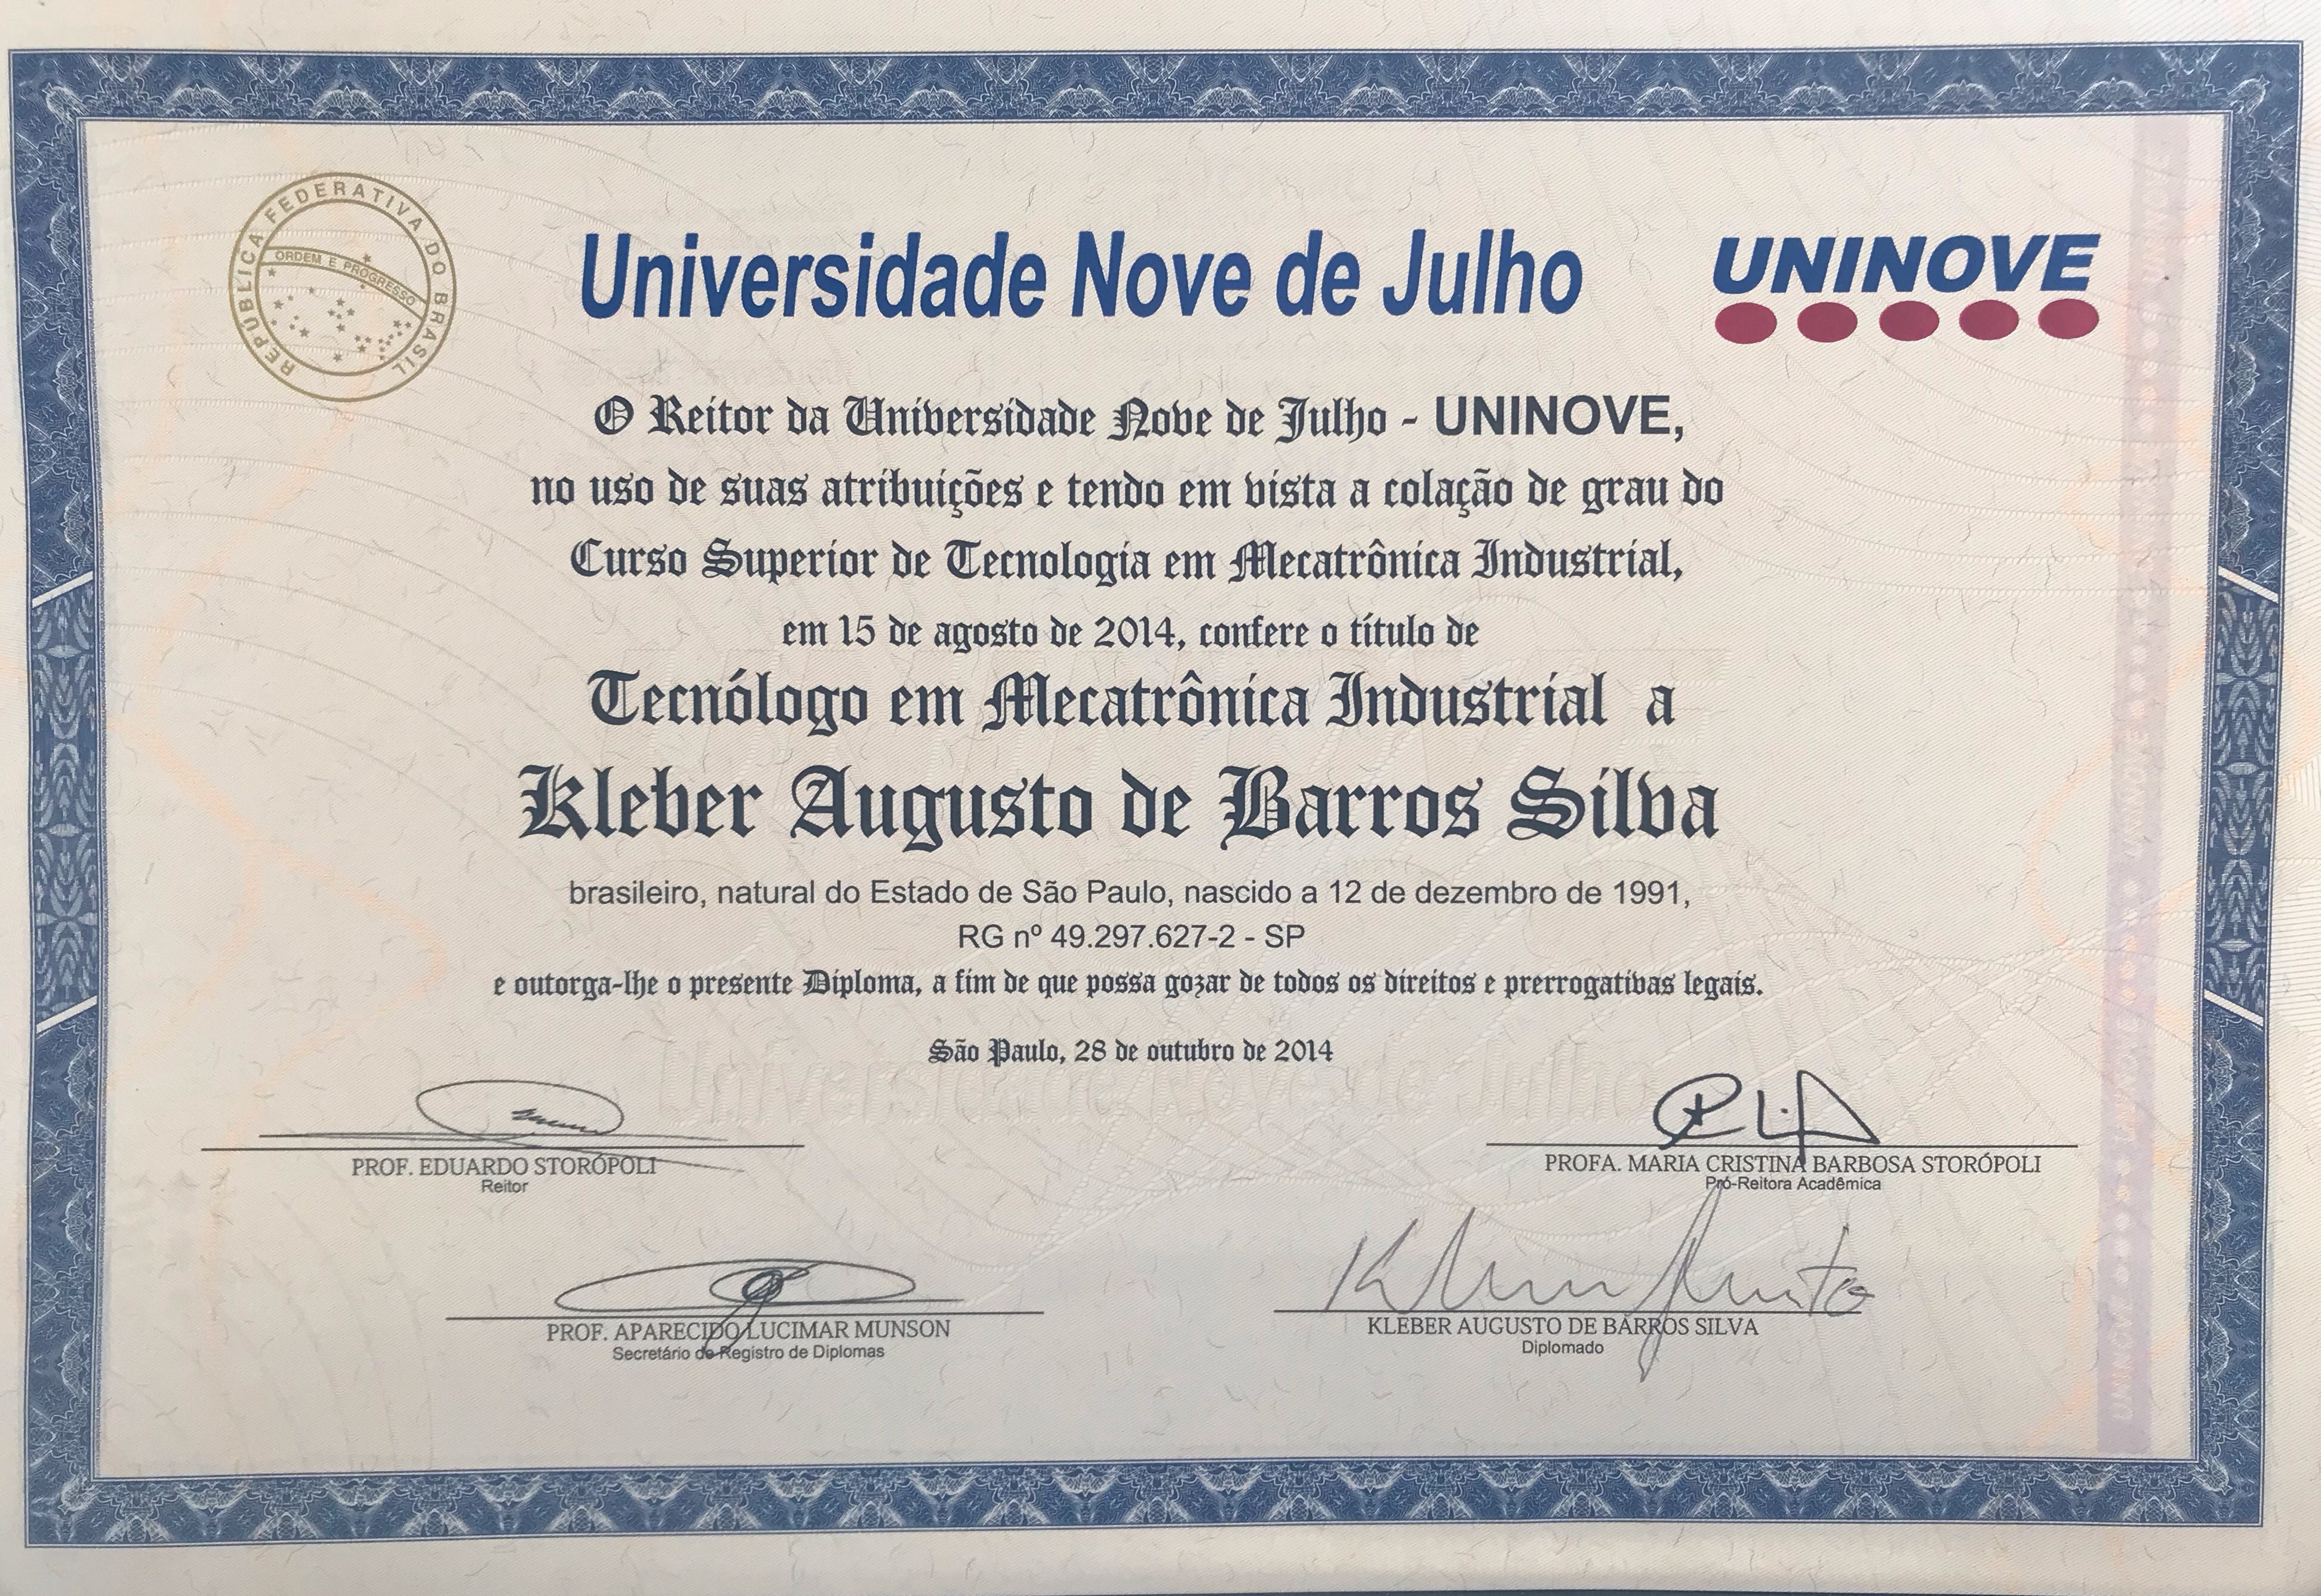 REPÚBLICA FEDERATIVA DO BRASIL
ORDEM E PROGRESSO
Universidade Nove de Julho
UNINOVE
O Reitor da Universidade Nove de Julho - UNINOVE,
no uso de suas atribuições e tendo em vista a colação de grau do
Curso Superior de Tecnologia em Mecatrônica Industrial,
em 15 de agosto de 2014, confere o título de
Tecnólogo em Mecatrônica Industrial a
Kleber Augusto de Barros Silva
brasileiro, natural do Estado de São Paulo, nascido a 12 de dezembro de 1991,
RG nº 49.297.627-2 - SP
e outorga-lhe o presente Diploma, a fim de que possa gozar de todos os direitos e prerrogativas legais.
São Paulo, 28 de outubro de 2014
Universidade Nove de Julho
PROF. EDUARDO STORÓPOLI
Reitor
PROFA. MARIA CRISTINA BARBOSA STORÓPOLI
Pró-Reitora Acadêmica
PROF. APARECIDO LUCIMAR MUNSON
Secretário de Registro de Diplomas
KLEBER AUGUSTO DE BARROS SILVA
Diplomado